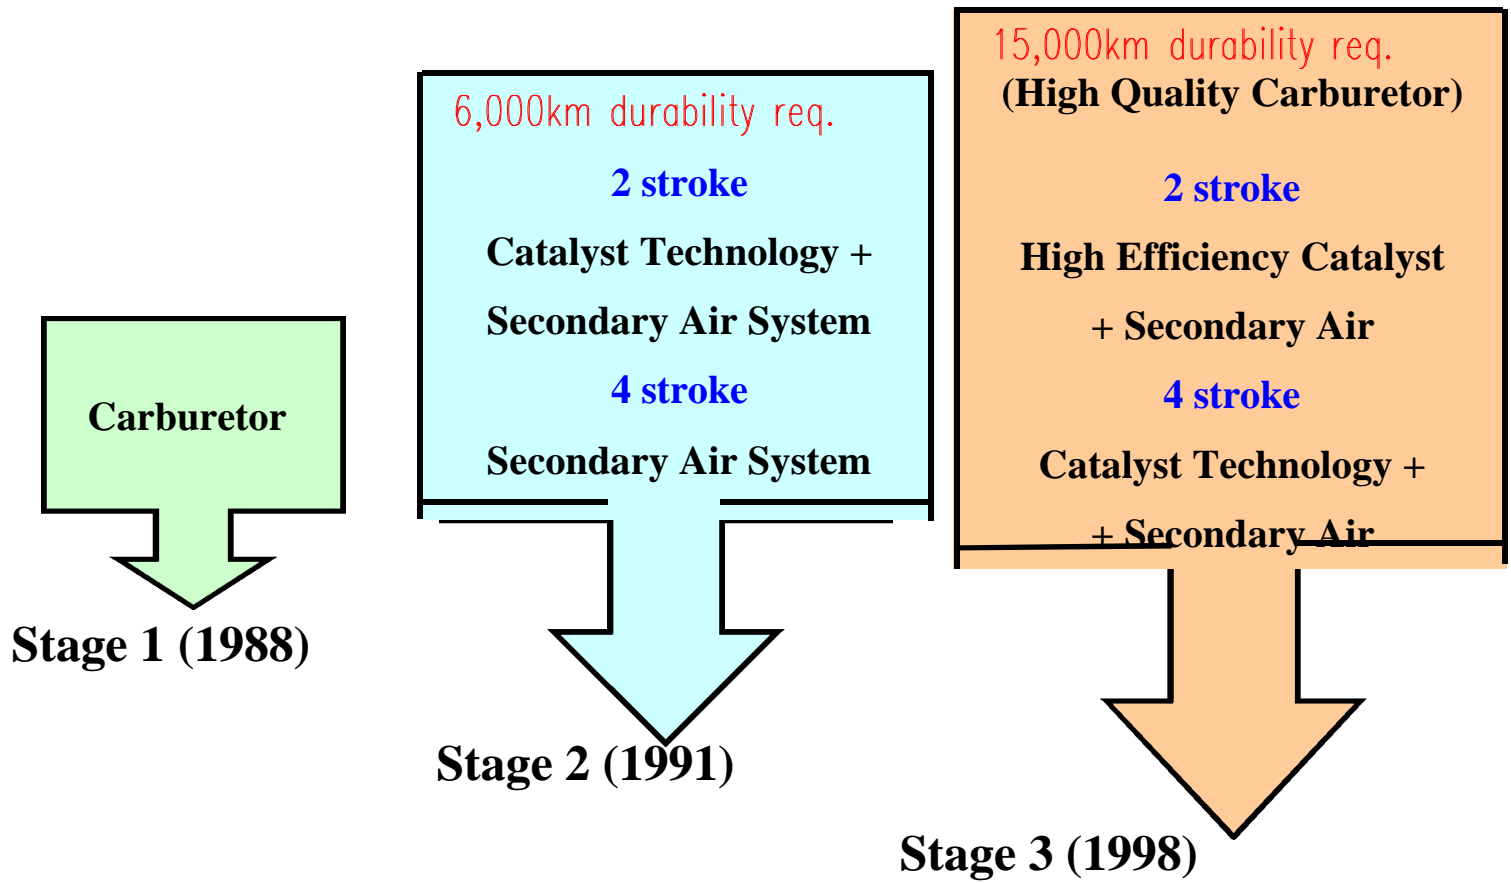 Carburetor
Stage 1 (1988)
6,000km durability req.
2 stroke
Catalyst Technology +
Secondary Air System
4 stroke
Secondary Air System
Stage 2 (1991)
15,000km durability req.
(High Quality Carburetor)
2 stroke
High Efficiency Catalyst
+ Secondary Air
4 stroke
Catalyst Technology +
+ Secondary Air
Stage 3 (1998)